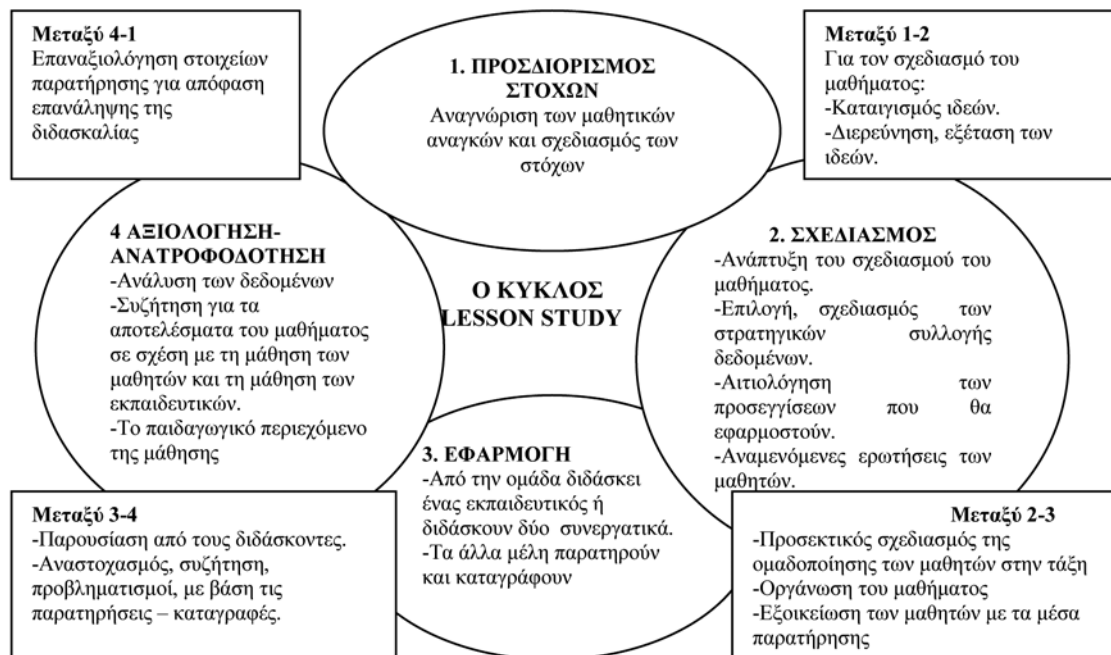 Μεταξύ 4-1
Επαναξιολόγηση στοιχείων
παρατήρησης για απόφαση
επανάληψης της
διδασκαλίας
1. ΠΡΟΣΔΙΟΡΙΣΜΟΣ
ΣΤΟΧΩΝ
Αναγνώριση των μαθητικών
αναγκών και σχεδιασμός των
στόχων
Μεταξύ 1-2
Για τον σχεδιασμό του
μαθήματος:
-Καταιγισμός ιδεών.
-Διερεύνηση, εξέταση των
ιδεών.
4 ΑΞΙΟΛΟΓΗΣΗ-
ΑΝΑΤΡΟΦΟΔΟΤΗΣΗ
-Ανάλυση των δεδομένων
-Συζήτηση για τα
αποτελέσματα του μαθήματος
σε σχέση με τη μάθηση των
μαθητών και τη μάθηση των
εκπαιδευτικών.
-Το παιδαγωγικό περιεχόμενο
της μάθησης
Ο ΚΥΚΛΟΣ
LESSON STUDY
2. ΣΧΕΔΙΑΣΜΟΣ
-Ανάπτυξη του σχεδιασμού του
μαθήματος.
-Επιλογή, σχεδιασμός των
στρατηγικών συλλογής
δεδομένων.
-Αιτιολόγηση των
προσεγγίσεων που θα
εφαρμοστούν.
-Αναμενόμενες ερωτήσεις των
μαθητών.
3. ΕΦΑΡΜΟΓΗ
-Από την ομάδα διδάσκει
ένας εκπαιδευτικός ή
διδάσκουν δύο συνεργατικά.
-Τα άλλα μέλη παρατηρούν
και καταγράφουν
Μεταξύ 3-4
-Παρουσίαση από τους διδάσκοντες.
-Αναστοχασμός, συζήτηση,
προβληματισμοί, με βάση τις
παρατηρήσεις – καταγραφές.
Μεταξύ 2-3
-Προσεκτικός σχεδιασμός της
ομαδοποίησης των μαθητών στην τάξη
-Οργάνωση του μαθήματος
-Εξοικείωση των μαθητών με τα μέσα
παρατήρησης